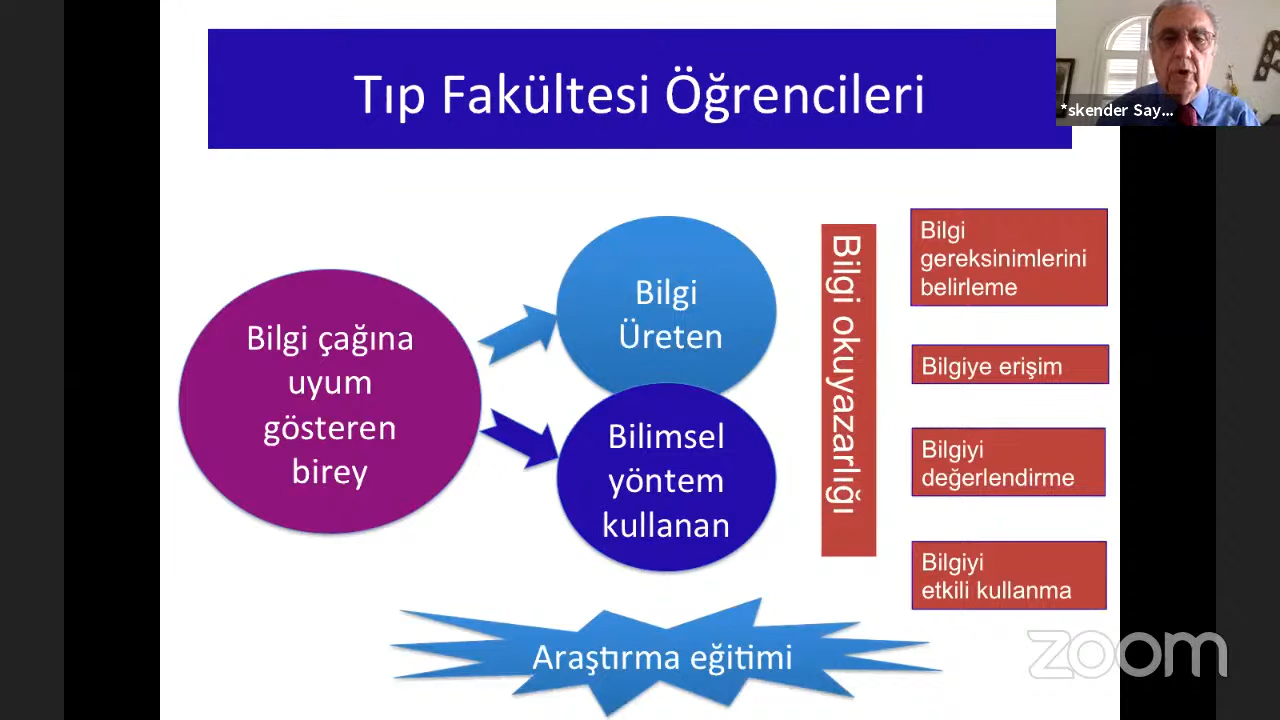 Tıp Fakültesi Öğrencileri
*skender Say...
Bilgi çağına
uyum
gösteren
birey
Bilgi
Üreten
Bilimsel
yöntem
kullanan
Bilgi okuyazarlığı
Bilgi
gereksinimlerini
belirleme
Bilgiye erişim
Bilgiyi
değerlendirme
Bilgiyi
etkili kullanma
Araştırma eğitimi
zoom